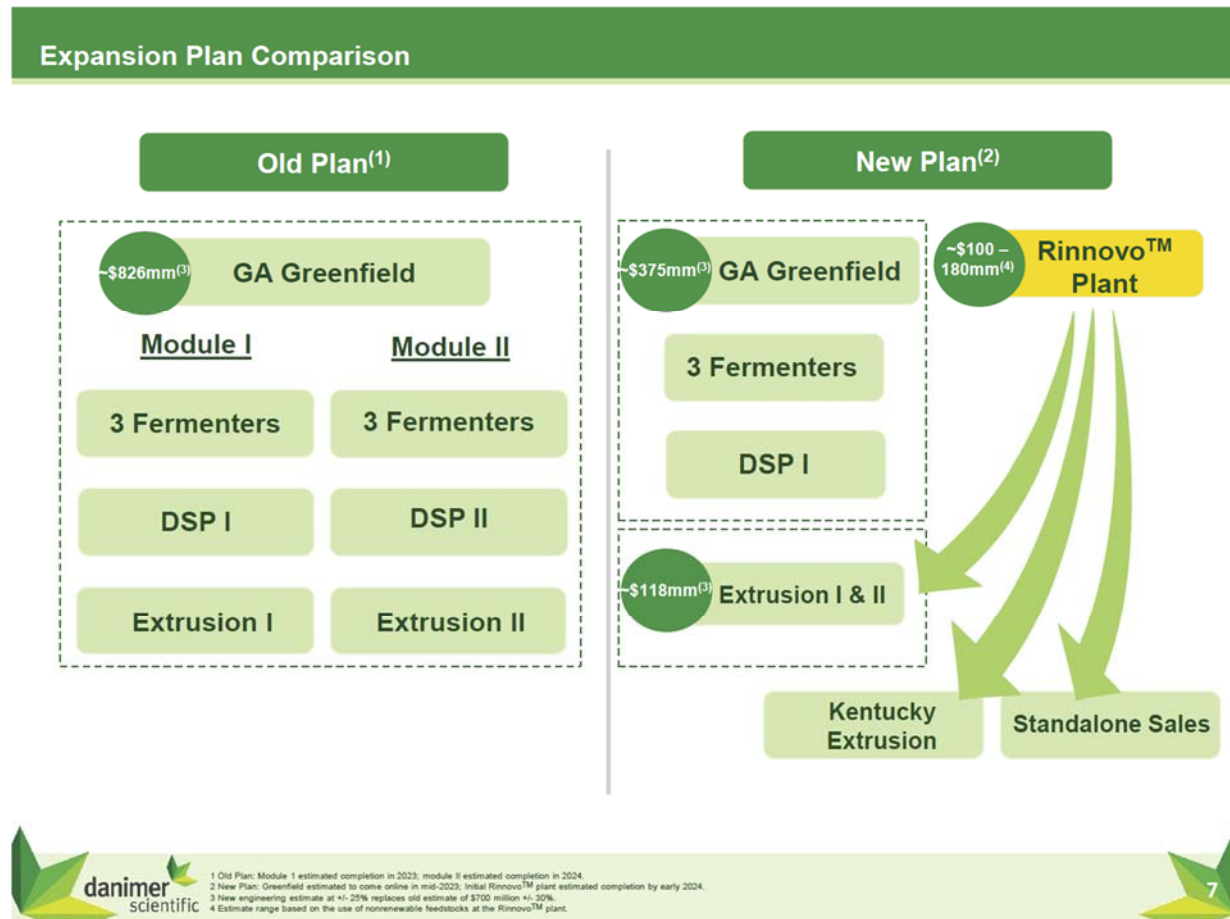 Expansion Plan Comparison
Old Plan(1)
~$826mm(3)
GA Greenfield
Module I
Module II
3 Fermenters
3 Fermenters
DSP I
DSP II
Extrusion I
Extrusion II
New Plan(2)
~$375mm(3)
GA Greenfield
3 Fermenters
DSP I
~$118mm(3)
Extrusion I & II
~$100 –
180mm(4)
Rinnovo™
Plant
Kentucky
Extrusion
Standalone Sales
danimer
scientific
1 Old Plan: Module 1 estimated completion in 2023; module II estimated completion in 2024.
2 New Plan: Greenfield estimated to come online in mid-2023; Initial Rinnovo™ plant estimated completion by early 2024.
3 New engineering estimate at +/- 25% replaces old estimate of $700 million +/- 30%.
4 Estimate range based on the use of nonrenewable feedstocks at the Rinnovo™ plant.
7